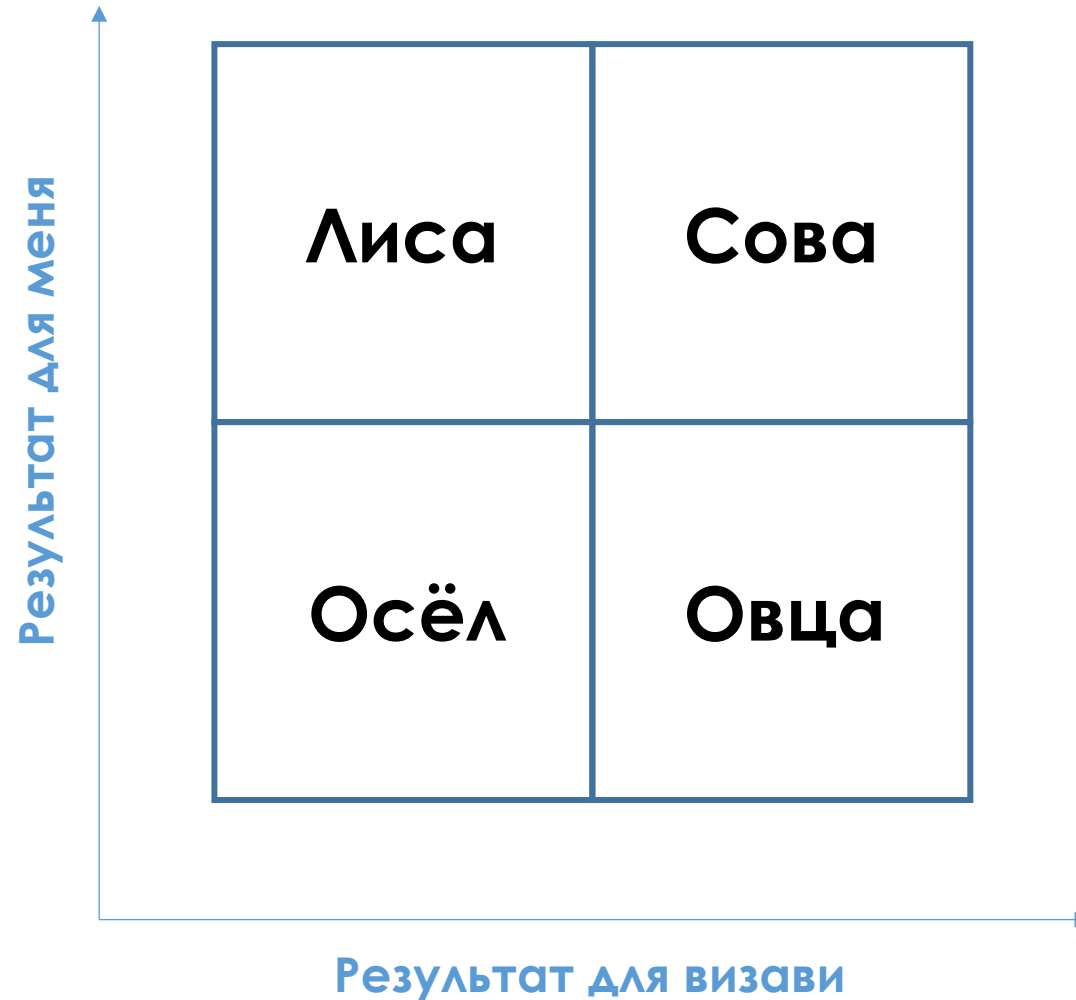 Результат для меня
Лиса
Сова
Осёл
Овца
Результат для визави